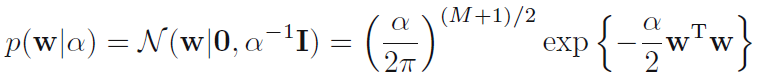 p(𝐰|α) = 𝒩(𝐰|𝟎, α⁻¹𝐈) = (α/2π)^{(M+1)/2} exp{−α/2 𝐰ᵀ𝐰}